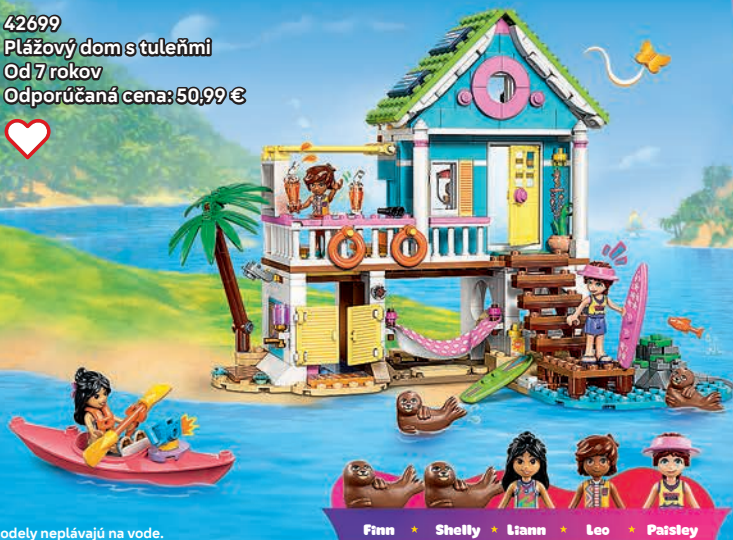 42699
Plážový dom s tuleňmi
Od 7 rokov
Odporúčaná cena: 50,99 €
odely neplávajú na vode.
Finn ★ Shelly ★ Liann ★ Leo ★ Paisley